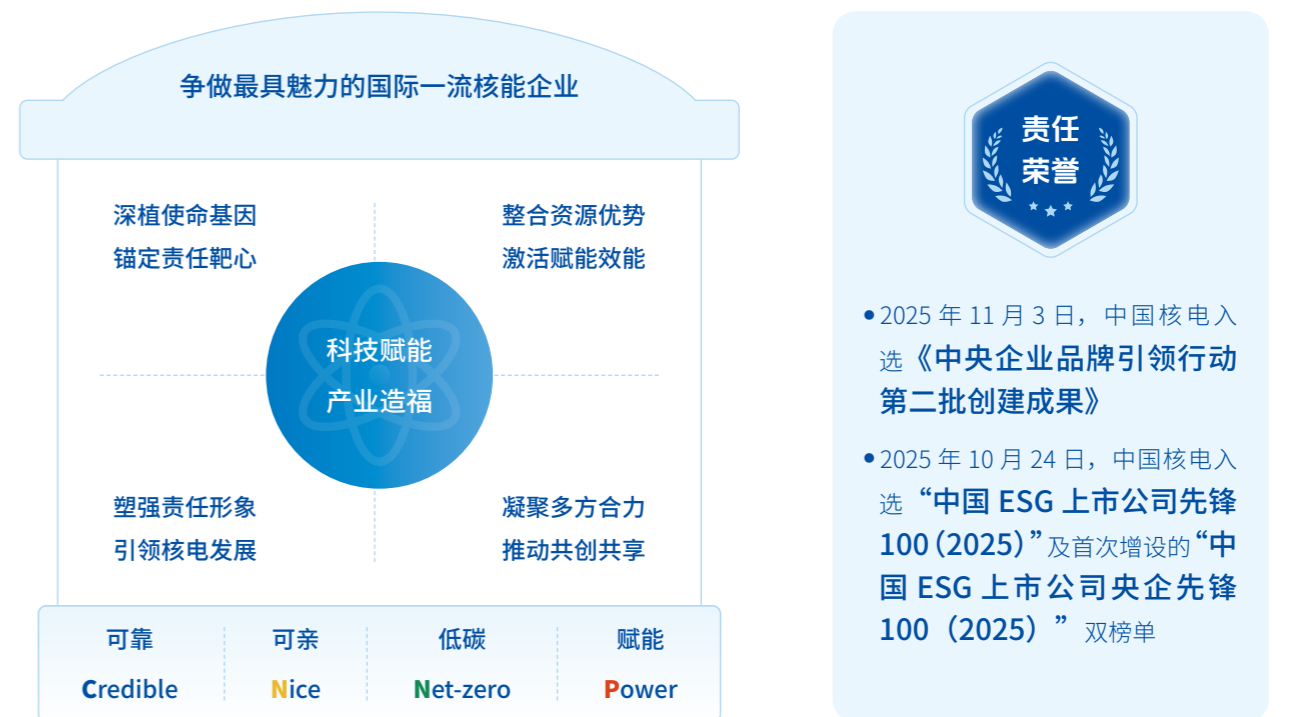 争做最具魅力的国际一流核能企业
深植使命基因
锚定责任靶心
整合资源优势
激活赋能效能
科技赋能
产业造福
塑强责任形象
引领核电发展
凝聚多方合力
推动共创共享
可靠
Credible
可亲
Nice
低碳
Net-zero
赋能
Power
责任
荣誉
•2025 年 11 月 3 日，中国核电入
选《中央企业品牌引领行动
第二批创建成果》
•2025 年 10 月 24 日，中国核电入
选“中国 ESG 上市公司先锋
100（2025）”及首次增设的“中
国 ESG 上市公司央企先锋
100（2025）”双榜单